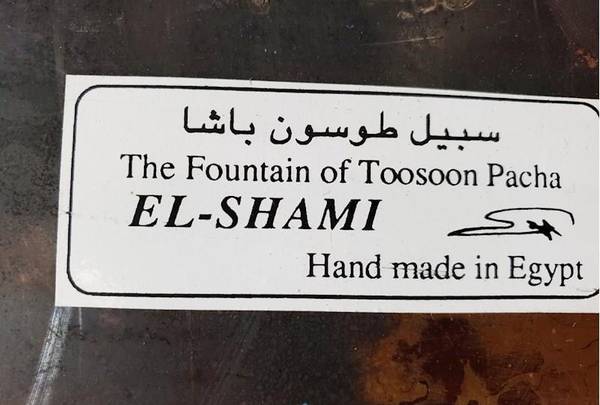 سبيل طوسون باشا
The Fountain of Toosoon Pacha
EL-SHAMI
Hand made in Egypt